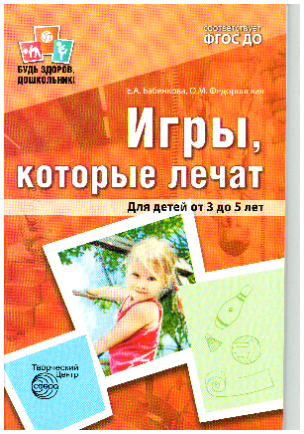 соответствует
ФГОС ДО
БУДЬ ЗДОРОВ,
ДОШКОЛЬНИК!
Е.А. Бабенкова, О.М. Федоровская
Игры,
которые лечат
Для детей от 3 до 5 лет
Творческий
Центр
сфера